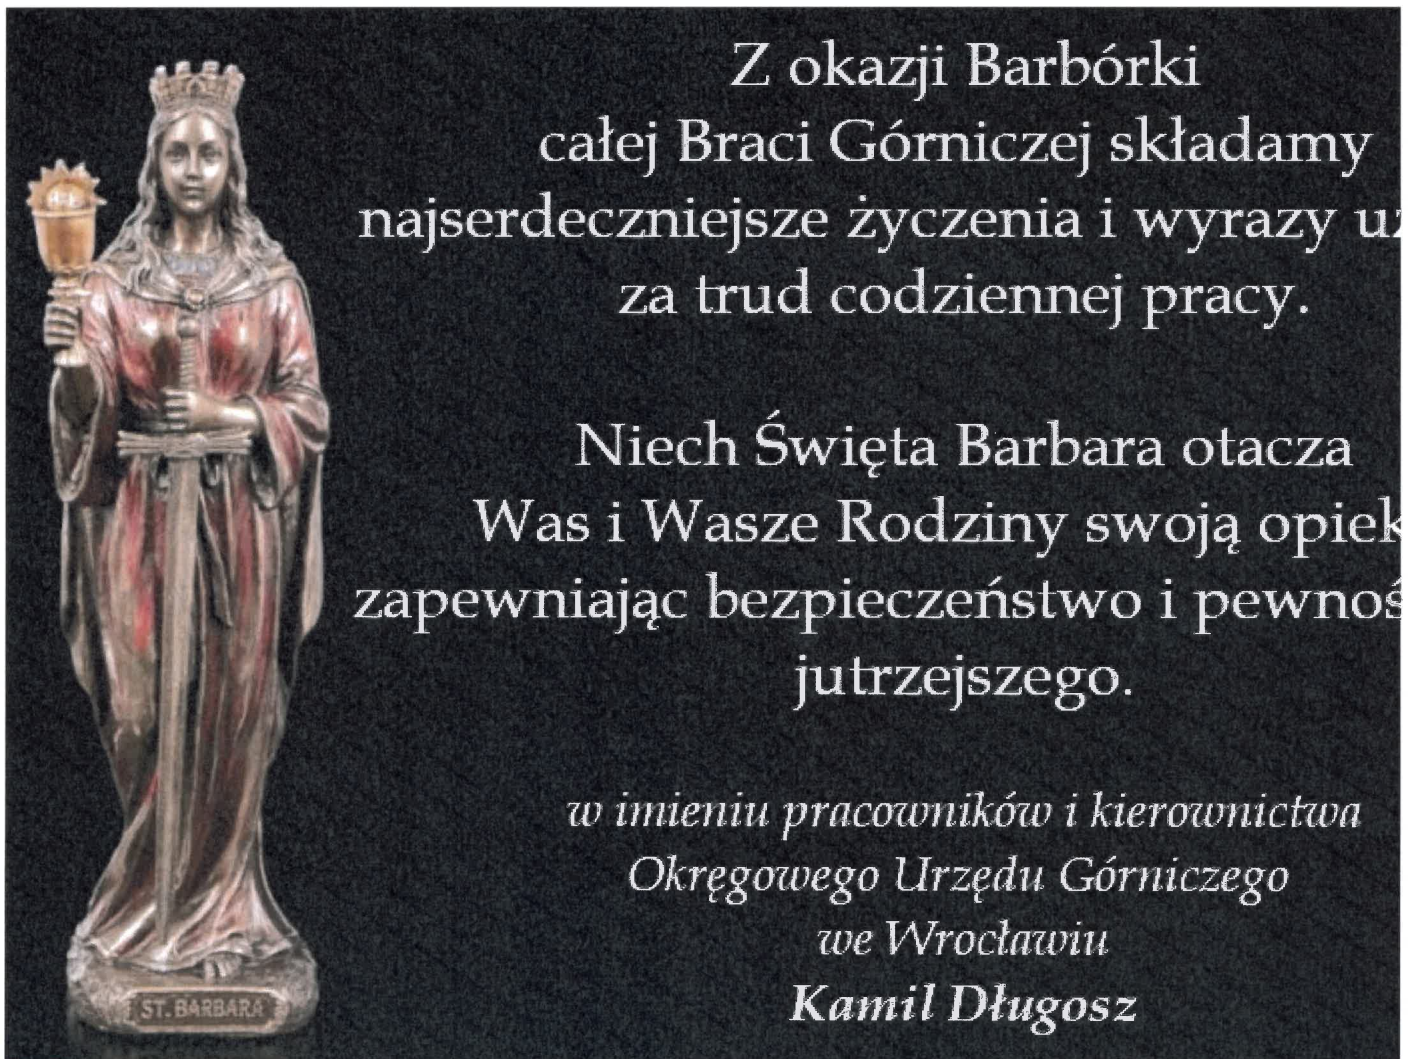 Z okazji Barbórki
całej Braci Górniczej składamy
najserdeczniejsze życzenia i wyrazy
za trud codziennej pracy.
Niech Święta Barbara otacza
Was i Wasze Rodziny swoją
zapewniając bezpieczeństwo i
jutrzejszego.
w imieniu pracowników i kierownictwa
Okręgowego Urzędu Górniczego
we Wrocławiu
Kamil Długosz
ST. BARBARA